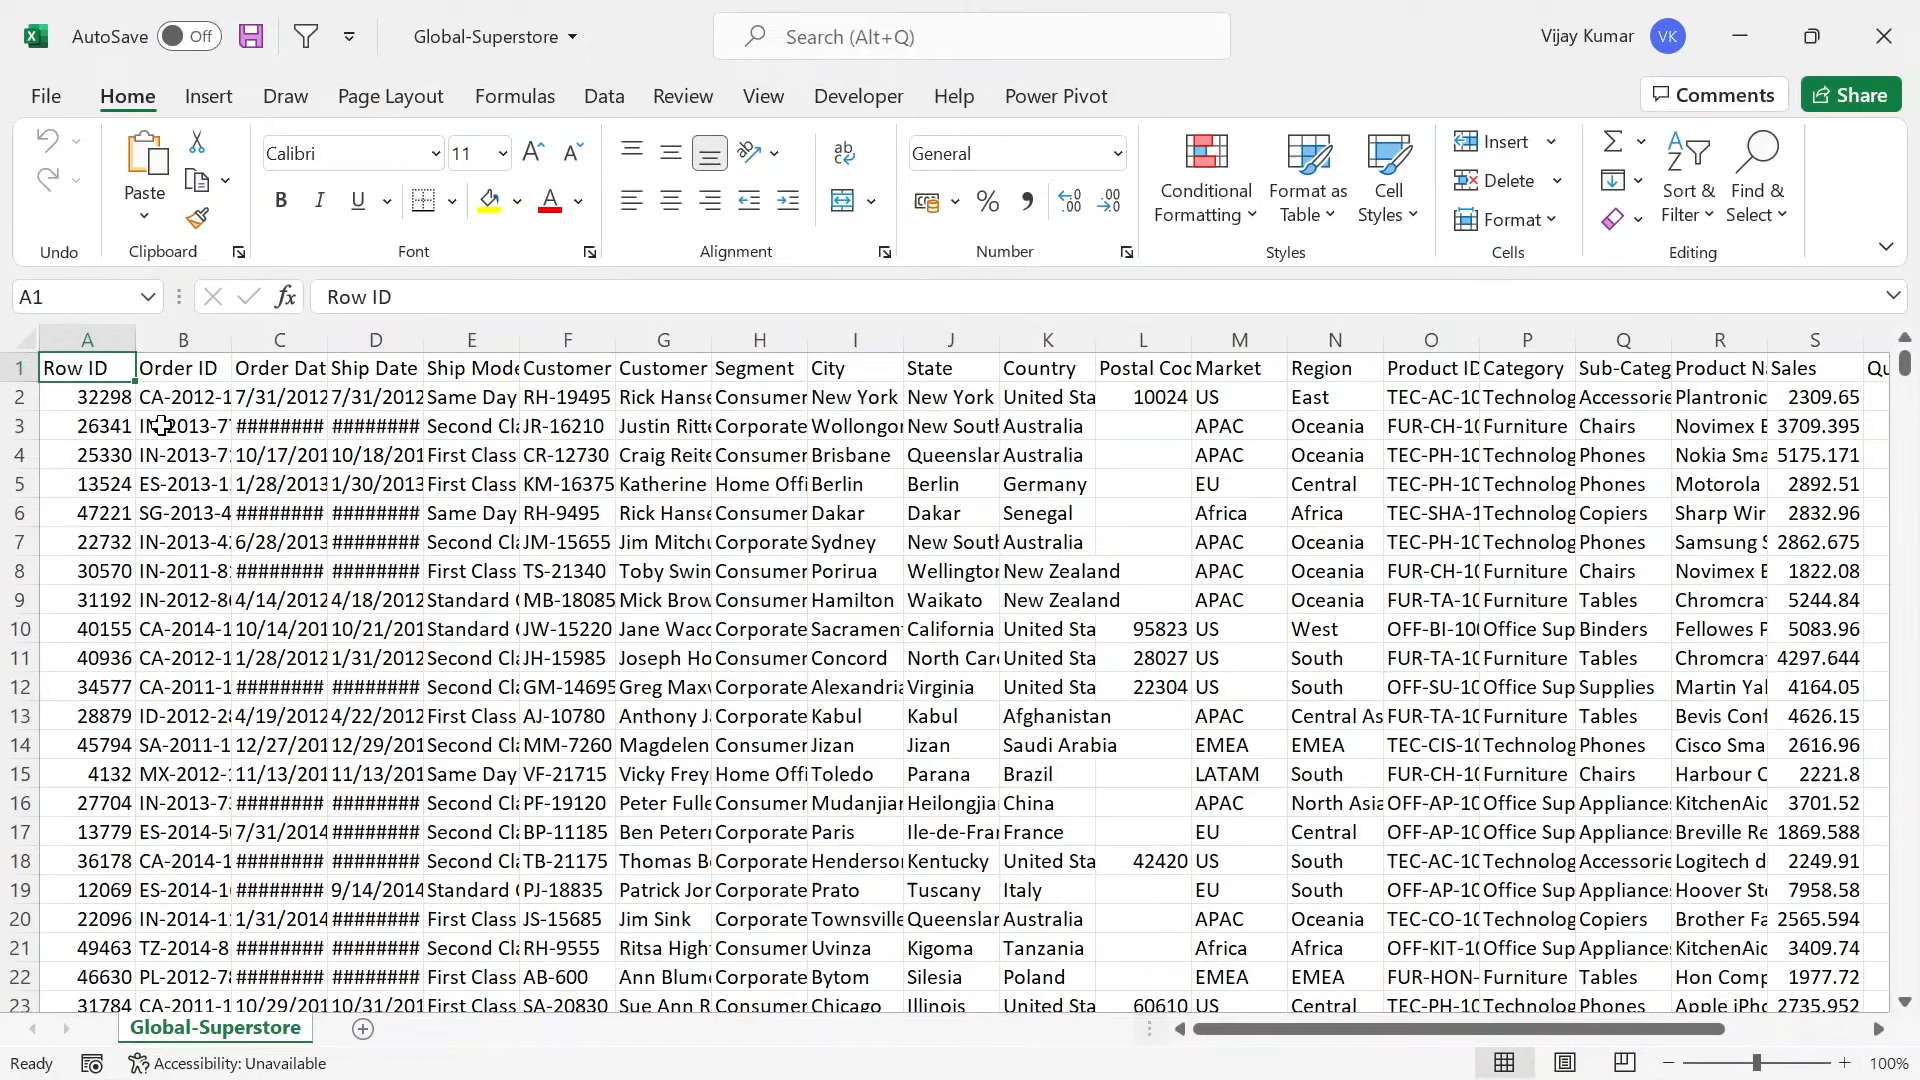 AutoSave Off Global-Superstore Search (Alt+Q) Vijay Kumar VK
File Home Insert Draw Page Layout Formulas Data Review View Developer Help Power Pivot Comments Share
Paste Calibri 11 General Conditional Formatting Format as Table Cell Styles Insert Delete Format Sort & Filter Find & Select
Undo Clipboard Font Alignment Number Styles Cells Editing
A1 fx Row ID
A B C D E F G H I J K L M N O P Q R S
1 Row ID Order ID Order Dat Ship Date Ship Mode Customer Customer Segment City State Country Postal Cod Market Region Product ID Category Sub-Categ Product N Sales Qu
2 32298 CA-2012-1 7/31/2012 7/31/2012 Same Day RH-19495 Rick Hanse Consumer New York New York United Sta 10024 US East TEC-AC-10 Technolog Accessorie Plantronic 2309.65
3 26341 IN-2013-7 ######## ######## Second Cl JR-16210 Justin Ritte Corporate Wollongor New South Australia APAC Oceania FUR-CH-10 Furniture Chairs Novimex E 3709.395
4 25330 IN-2013-7 10/17/201 10/18/201 First Class CR-12730 Craig Reite Consumer Brisbane Queenslar Australia APAC Oceania TEC-PH-10 Technolog Phones Nokia Sma 5175.171
5 13524 ES-2013-1 1/28/2013 1/30/2013 First Class KM-16375 Katherine Home Offi Berlin Berlin Germany EU Central TEC-PH-10 Technolog Phones Motorola 2892.51
6 47221 SG-2013-4 ######## ######## Same Day RH-9495 Rick Hanse Consumer Dakar Dakar Senegal Africa Africa TEC-SHA-1 Technolog Copiers Sharp Wir 2832.96
7 22732 IN-2013-4 6/28/2013 ######## Second Cl JM-15655 Jim Mitchu Corporate Sydney New South Australia APAC Oceania TEC-PH-10 Technolog Phones Samsung S 2862.675
8 30570 IN-2011-8 ######## ######## First Class TS-21340 Toby Swin Consumer Porirua Wellingtor New Zealand APAC Oceania FUR-CH-10 Furniture Chairs Novimex E 1822.08
9 31192 IN-2012-8 4/14/2012 4/18/2012 Standard MB-18085 Mick Brow Consumer Hamilton Waikato New Zealand APAC Oceania FUR-TA-10 Furniture Tables Chromcra 5244.84
10 40155 CA-2014-1 10/14/201 10/21/201 Standard JW-15220 Jane Wacc Corporate Sacrament California United Sta 95823 US West OFF-BI-100 Office Sup Binders Fellowes P 5083.96
11 40936 CA-2012-1 1/28/2012 1/31/2012 Second Cl JH-15985 Joseph Ho Consumer Concord North Car United Sta 28027 US South FUR-TA-10 Furniture Tables Chromcra 4297.644
12 34577 CA-2011-1 ######## ######## Second Cl GM-14695 Greg Maxw Corporate Alexandria Virginia United Sta 22304 US South OFF-SU-10 Office Sup Supplies Martin Yal 4164.05
13 28879 ID-2012-28 4/19/2012 4/22/2012 First Class AJ-10780 Anthony J Corporate Kabul Kabul Afghanistan APAC Central As FUR-TA-10 Furniture Tables Bevis Conf 4626.15
14 45794 SA-2011-1 12/27/201 12/29/201 Second Cl MM-7260 Magdelen Consumer Jizan Jizan Saudi Arabia EMEA EMEA TEC-CIS-10 Technolog Phones Cisco Sma 2616.96
15 4132 MX-2012- 11/13/201 11/13/201 Same Day VF-21715 Vicky Frey Home Offi Toledo Parana Brazil LATAM South FUR-CH-10 Furniture Chairs Harbour C 2221.8
16 27704 IN-2013-7 ######## ######## Second Cl PF-19120 Peter Fulle Consumer Mudanjian Heilongjia China APAC North Asia OFF-AP-10 Office Sup Appliance KitchenAid 3701.52
17 13779 ES-2014-5 7/31/2014 ######## Second Cl BP-11185 Ben Peter Corporate Paris Ile-de-Fran France EU Central OFF-AP-10 Office Sup Appliance Breville Re 1869.588
18 36178 CA-2014-1 ######## ######## Second Cl TB-21175 Thomas B Corporate Henderso Kentucky United Sta 42420 US South TEC-AC-10 Technolog Accessorie Logitech d 2249.91
19 12069 ES-2014-1 ######## 9/14/2014 Standard PJ-18835 Patrick Jor Corporate Prato Tuscany Italy EU South OFF-AP-10 Office Sup Appliance Hoover Sto 7958.58
20 22096 IN-2014-1 1/31/2014 ######## First Class JS-15685 Jim Sink Corporate Townsville Queenslar Australia APAC Oceania TEC-CO-10 Technolog Copiers Brother Fa 2565.594
21 49463 TZ-2014-8 ######## ######## Second Cl RH-9555 Ritsa High Consumer Uvinza Kigoma Tanzania Africa Africa OFF-KIT-10 Office Sup Appliance KitchenAid 3409.74
22 46630 PL-2012-78 ######## ######## First Class AB-600 Ann Blum Corporate Bytom Silesia Poland EMEA EMEA FUR-HON- Furniture Tables Hon Comp 1977.72
23 31784 CA-2011-1 10/29/201 10/31/201 First Class SA-20830 Sue Ann R Consumer Chicago Illinois United Sta 60610 US Central TEC-PH-10 Technolog Phones Apple iPho 2735.952
Global-Superstore
Ready Accessibility: Unavailable 100%